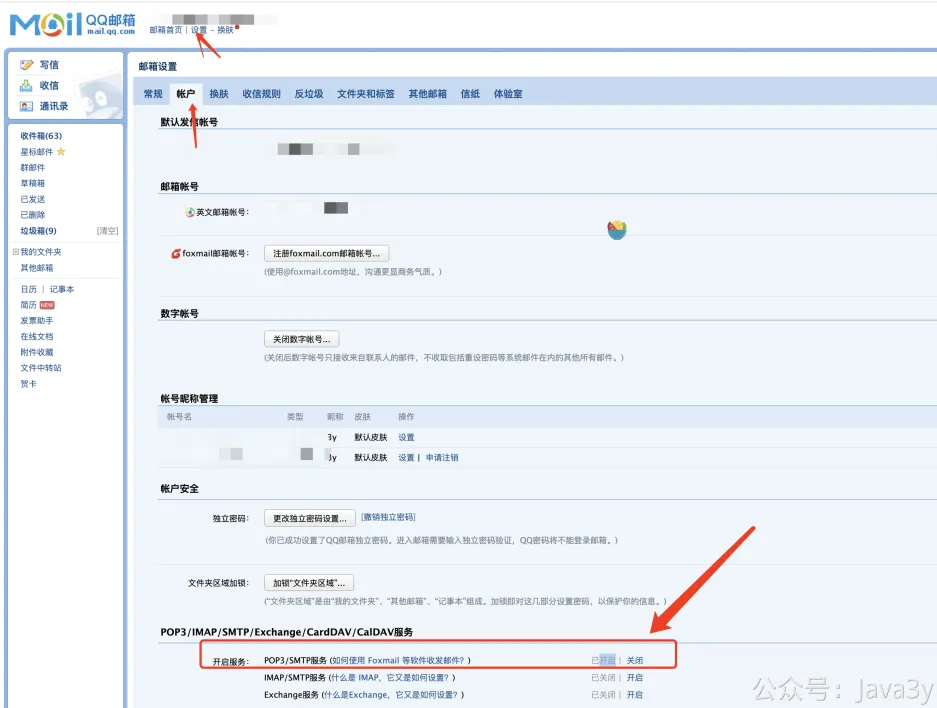 Mail QQ邮箱
mail.qq.com
邮箱首页 | 设置 - 换肤
写信
收信
通讯录
收件箱(63)
星标邮件
群邮件
草稿箱
已发送
已删除
垃圾箱(9) [清空]
我的文件夹
其他邮箱
日历 | 记事本
简历 NEW
发票助手
在线文档
附件收藏
文件中转站
贺卡
邮箱设置
常规 帐户 换肤 收信规则 反垃圾 文件夹和标签 其他邮箱 信纸 体验室
默认发信帐号
邮箱帐号
英文邮箱帐号：
foxmail邮箱帐号： 注册foxmail.com邮箱帐号...
(使用@foxmail.com地址，沟通更显商务气质。)
数字帐号
关闭数字帐号...
(关闭后数字帐号只接收来自联系人的邮件，不收取包括重设密码等系统邮件在内的其他所有邮件。)
帐号昵称管理
帐号名 类型 昵称 皮肤 操作
3y 默认皮肤 设置
3y 默认皮肤 设置 | 申请注销
帐户安全
独立密码： 更改独立密码设置... [撤销独立密码]
(你已成功设置了QQ邮箱独立密码。进入邮箱需要输入独立密码验证，QQ密码将不能登录邮箱。)
文件夹区域加锁： 加锁“文件夹区域”...
(“文件夹区域”是由“我的文件夹”、“其他邮箱”、“记事本”组成。加锁即对这几部分设置密码，以保护你的信息。)
POP3/IMAP/SMTP/Exchange/CardDAV/CalDAV服务
开启服务： POP3/SMTP服务 (如何使用 Foxmail 等软件收发邮件？) 已开启 | 关闭
IMAP/SMTP服务 (什么是 IMAP，它又是如何设置？) 已关闭 | 开启
Exchange服务 (什么是Exchange，它又是如何设置？) 已关闭 | 开启
公众号：Java3y